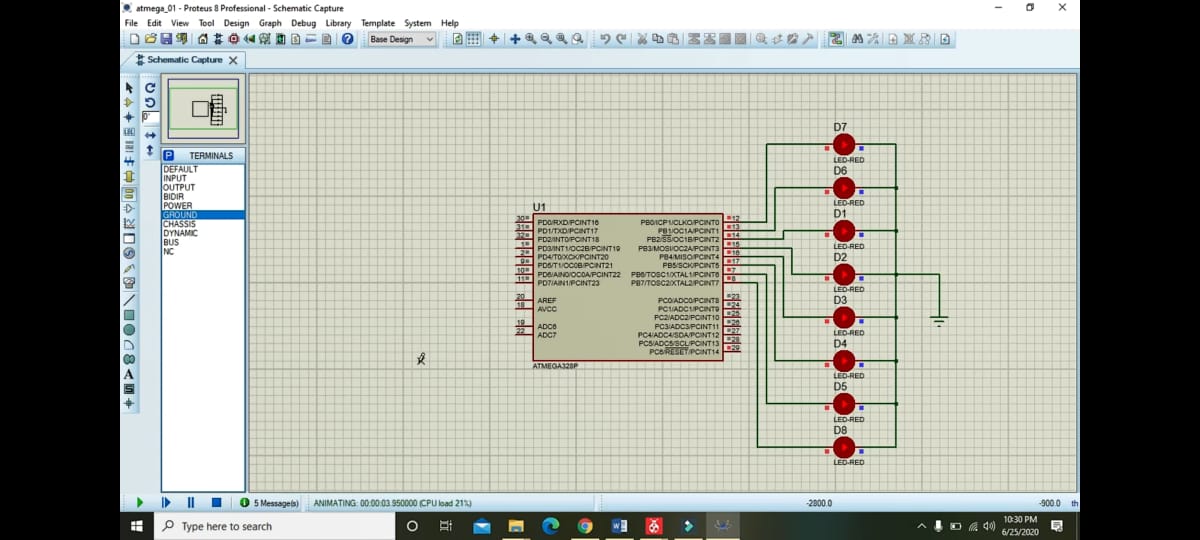 atmega_01 - Proteus 8 Professional - Schematic Capture
File Edit View Tool Design Graph Debug Library Template System Help
Base Design
Schematic Capture
0°
LBL
P TERMINALS
DEFAULT
INPUT
OUTPUT
BIDIR
POWER
GROUND
CHASSIS
DYNAMIC
BUS
NC
A
U1
30 PD0/RXD/PCINT16 PB0/ICP1/CLKO/PCINT0 12
31 PD1/TXD/PCINT17 PB1/OC1A/PCINT1 13
32 PD2/INT0/PCINT18 PB2/SS/OC1B/PCINT2 14
1 PD3/INT1/OC2B/PCINT19 PB3/MOSI/OC2A/PCINT3 15
2 PD4/T0/XCK/PCINT20 PB4/MISO/PCINT4 16
9 PD5/T1/OC0B/PCINT21 PB5/SCK/PCINT5 17
10 PD6/AIN0/OC0A/PCINT22 PB6/TOSC1/XTAL1/PCINT6 7
11 PD7/AIN1/PCINT23 PB7/TOSC2/XTAL2/PCINT7 8
20 AREF PC0/ADC0/PCINT8 23
18 AVCC PC1/ADC1/PCINT9 24
PC2/ADC2/PCINT10 25
19 ADC6 PC3/ADC3/PCINT11 26
22 ADC7 PC4/ADC4/SDA/PCINT12 27
PC5/ADC5/SCL/PCINT13 28
PC6/RESET/PCINT14 29
ATMEGA328P
D7
LED-RED
D6
LED-RED
D1
LED-RED
D2
LED-RED
D3
LED-RED
D4
LED-RED
D5
LED-RED
D8
LED-RED
5 Message(s) ANIMATING: 00:00:03.950000 (CPU load 21%) -2800.0 -900.0 th
Type here to search
10:30 PM
6/25/2020